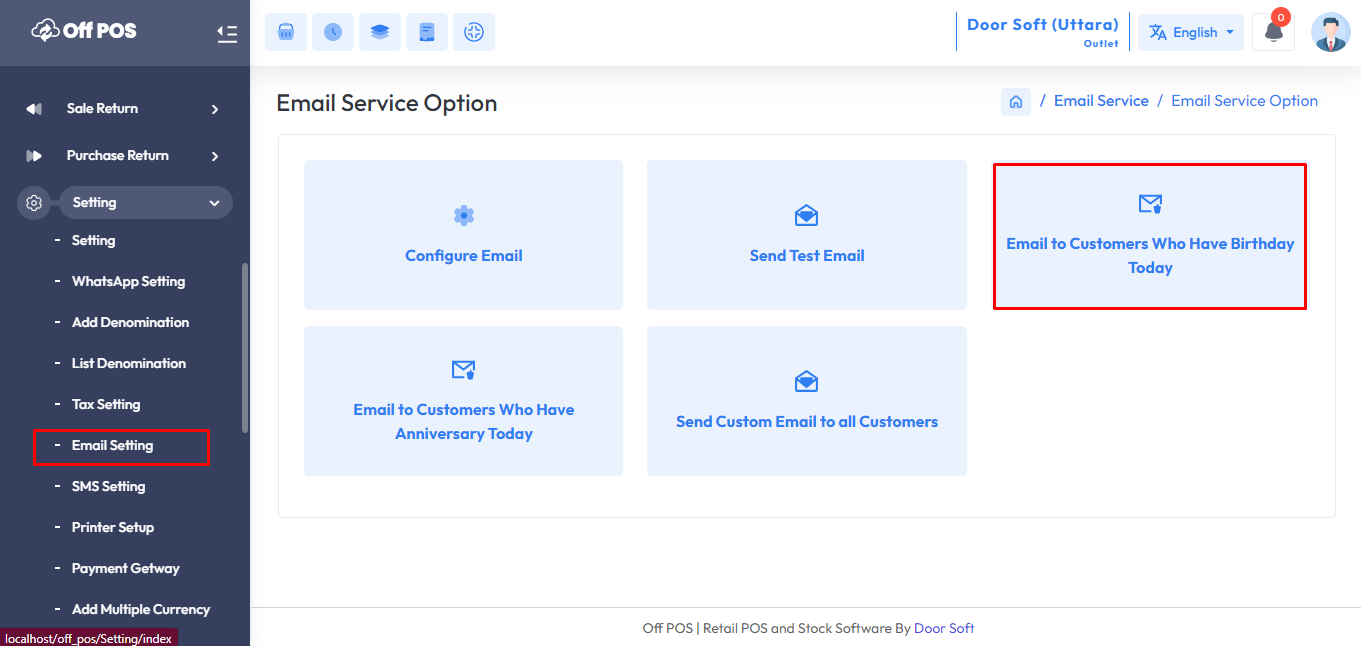 Off POS
Door Soft (Uttara)
Outlet
English
0
Sale Return
Purchase Return
Setting
- Setting
- WhatsApp Setting
- Add Denomination
- List Denomination
- Tax Setting
- Email Setting
- SMS Setting
- Printer Setup
- Payment Getway
- Add Multiple Currency
localhost/off_pos/Setting/index
Email Service Option
/ Email Service / Email Service Option
Configure Email
Send Test Email
Email to Customers Who Have Birthday
Today
Email to Customers Who Have
Anniversary Today
Send Custom Email to all Customers
Off POS | Retail POS and Stock Software By Door Soft